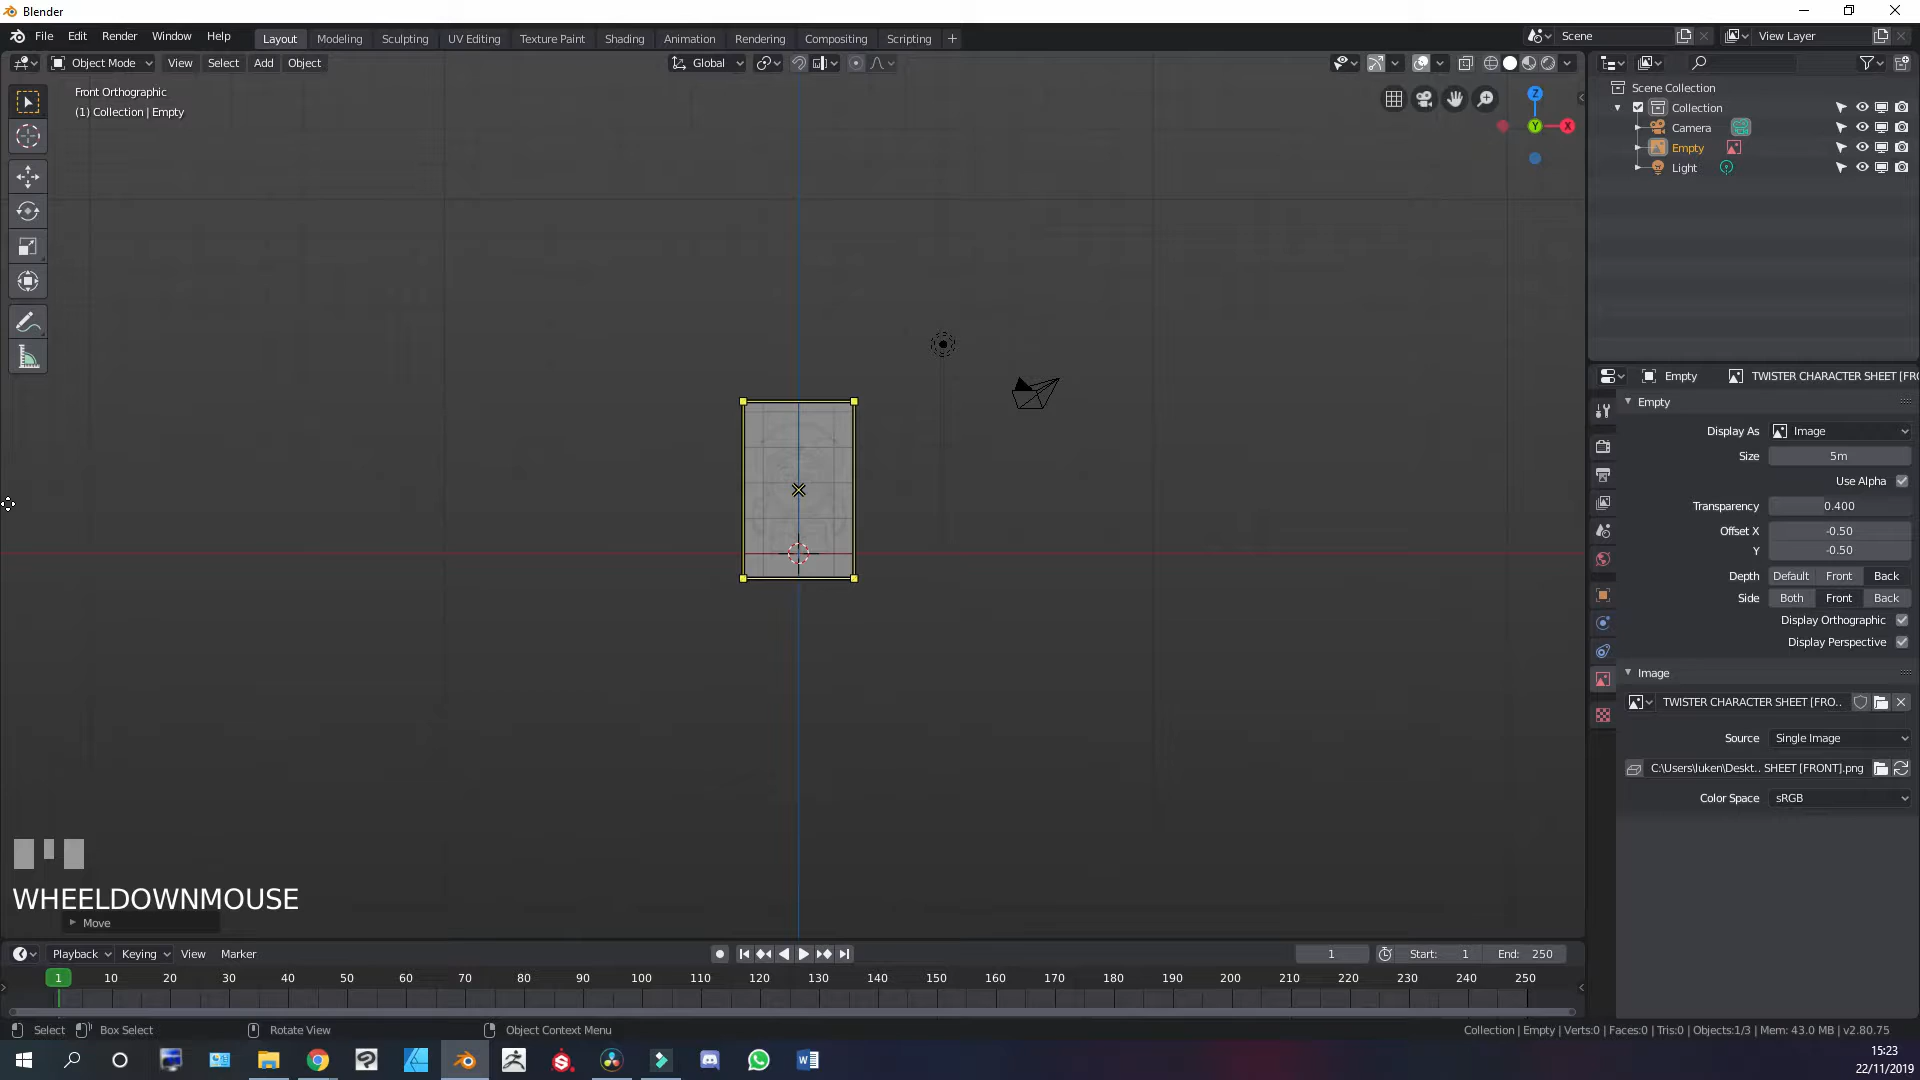 Blender
File Edit Render Window Help
Layout Modeling Sculpting UV Editing Texture Paint Shading Animation Rendering Compositing Scripting +
Scene
View Layer
Object Mode View Select Add Object
Global
Front Orthographic
(1) Collection | Empty
Z
Y
X
Scene Collection
Collection
Camera
Empty
Light
Empty TWISTER CHARACTER SHEET [FRO
Empty
Display As Image
Size 5m
Use Alpha
Transparency 0.400
Offset X -0.50
Y -0.50
Depth Default Front Back
Side Both Front Back
Display Orthographic
Display Perspective
Image
TWISTER CHARACTER SHEET [FRO..
Source Single Image
C:\Users\luken\Deskt.. SHEET [FRONT].png
Color Space sRGB
WHEELDOWNMOUSE
Move
Playback Keying View Marker
1 Start: 1 End: 250
1 10 20 30 40 50 60 70 80 90 100 110 120 130 140 150 160 170 180 190 200 210 220 230 240 250
Select Box Select Rotate View Object Context Menu
Collection | Empty | Verts:0 | Faces:0 | Tris:0 | Objects:1/3 | Mem: 43.0 MB | v2.80.75
15:23
22/11/2019